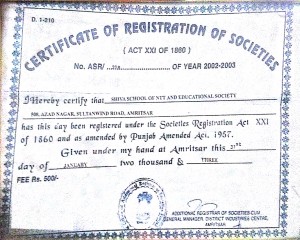 D. 1-210
CERTIFICATE OF REGISTRATION OF SOCIETIES
( ACT XXI OF 1860 )
No. ASR/ OF YEAR 2002-2003
I Hereby certify that SHIVA SCHOOL OF NTT AND EDUCATIONAL SOCIETY
AZAD NAGAR, SULTANWIND ROAD, AMRITSAR
has this day been registered under the Societies Registration Act XXI
of 1860 and as amended by Punjab Amended Act, 1957.
Given under my hand at Amritsar this
day of JANUARY two thousand & THREE
FEE Rs. 500/-
ADDITIONAL REGISTRAR OF SOCIETIES-CUM
GENERAL MANAGER, DISTRICT INDUSTRIES CENTRE,
AMRITSAR